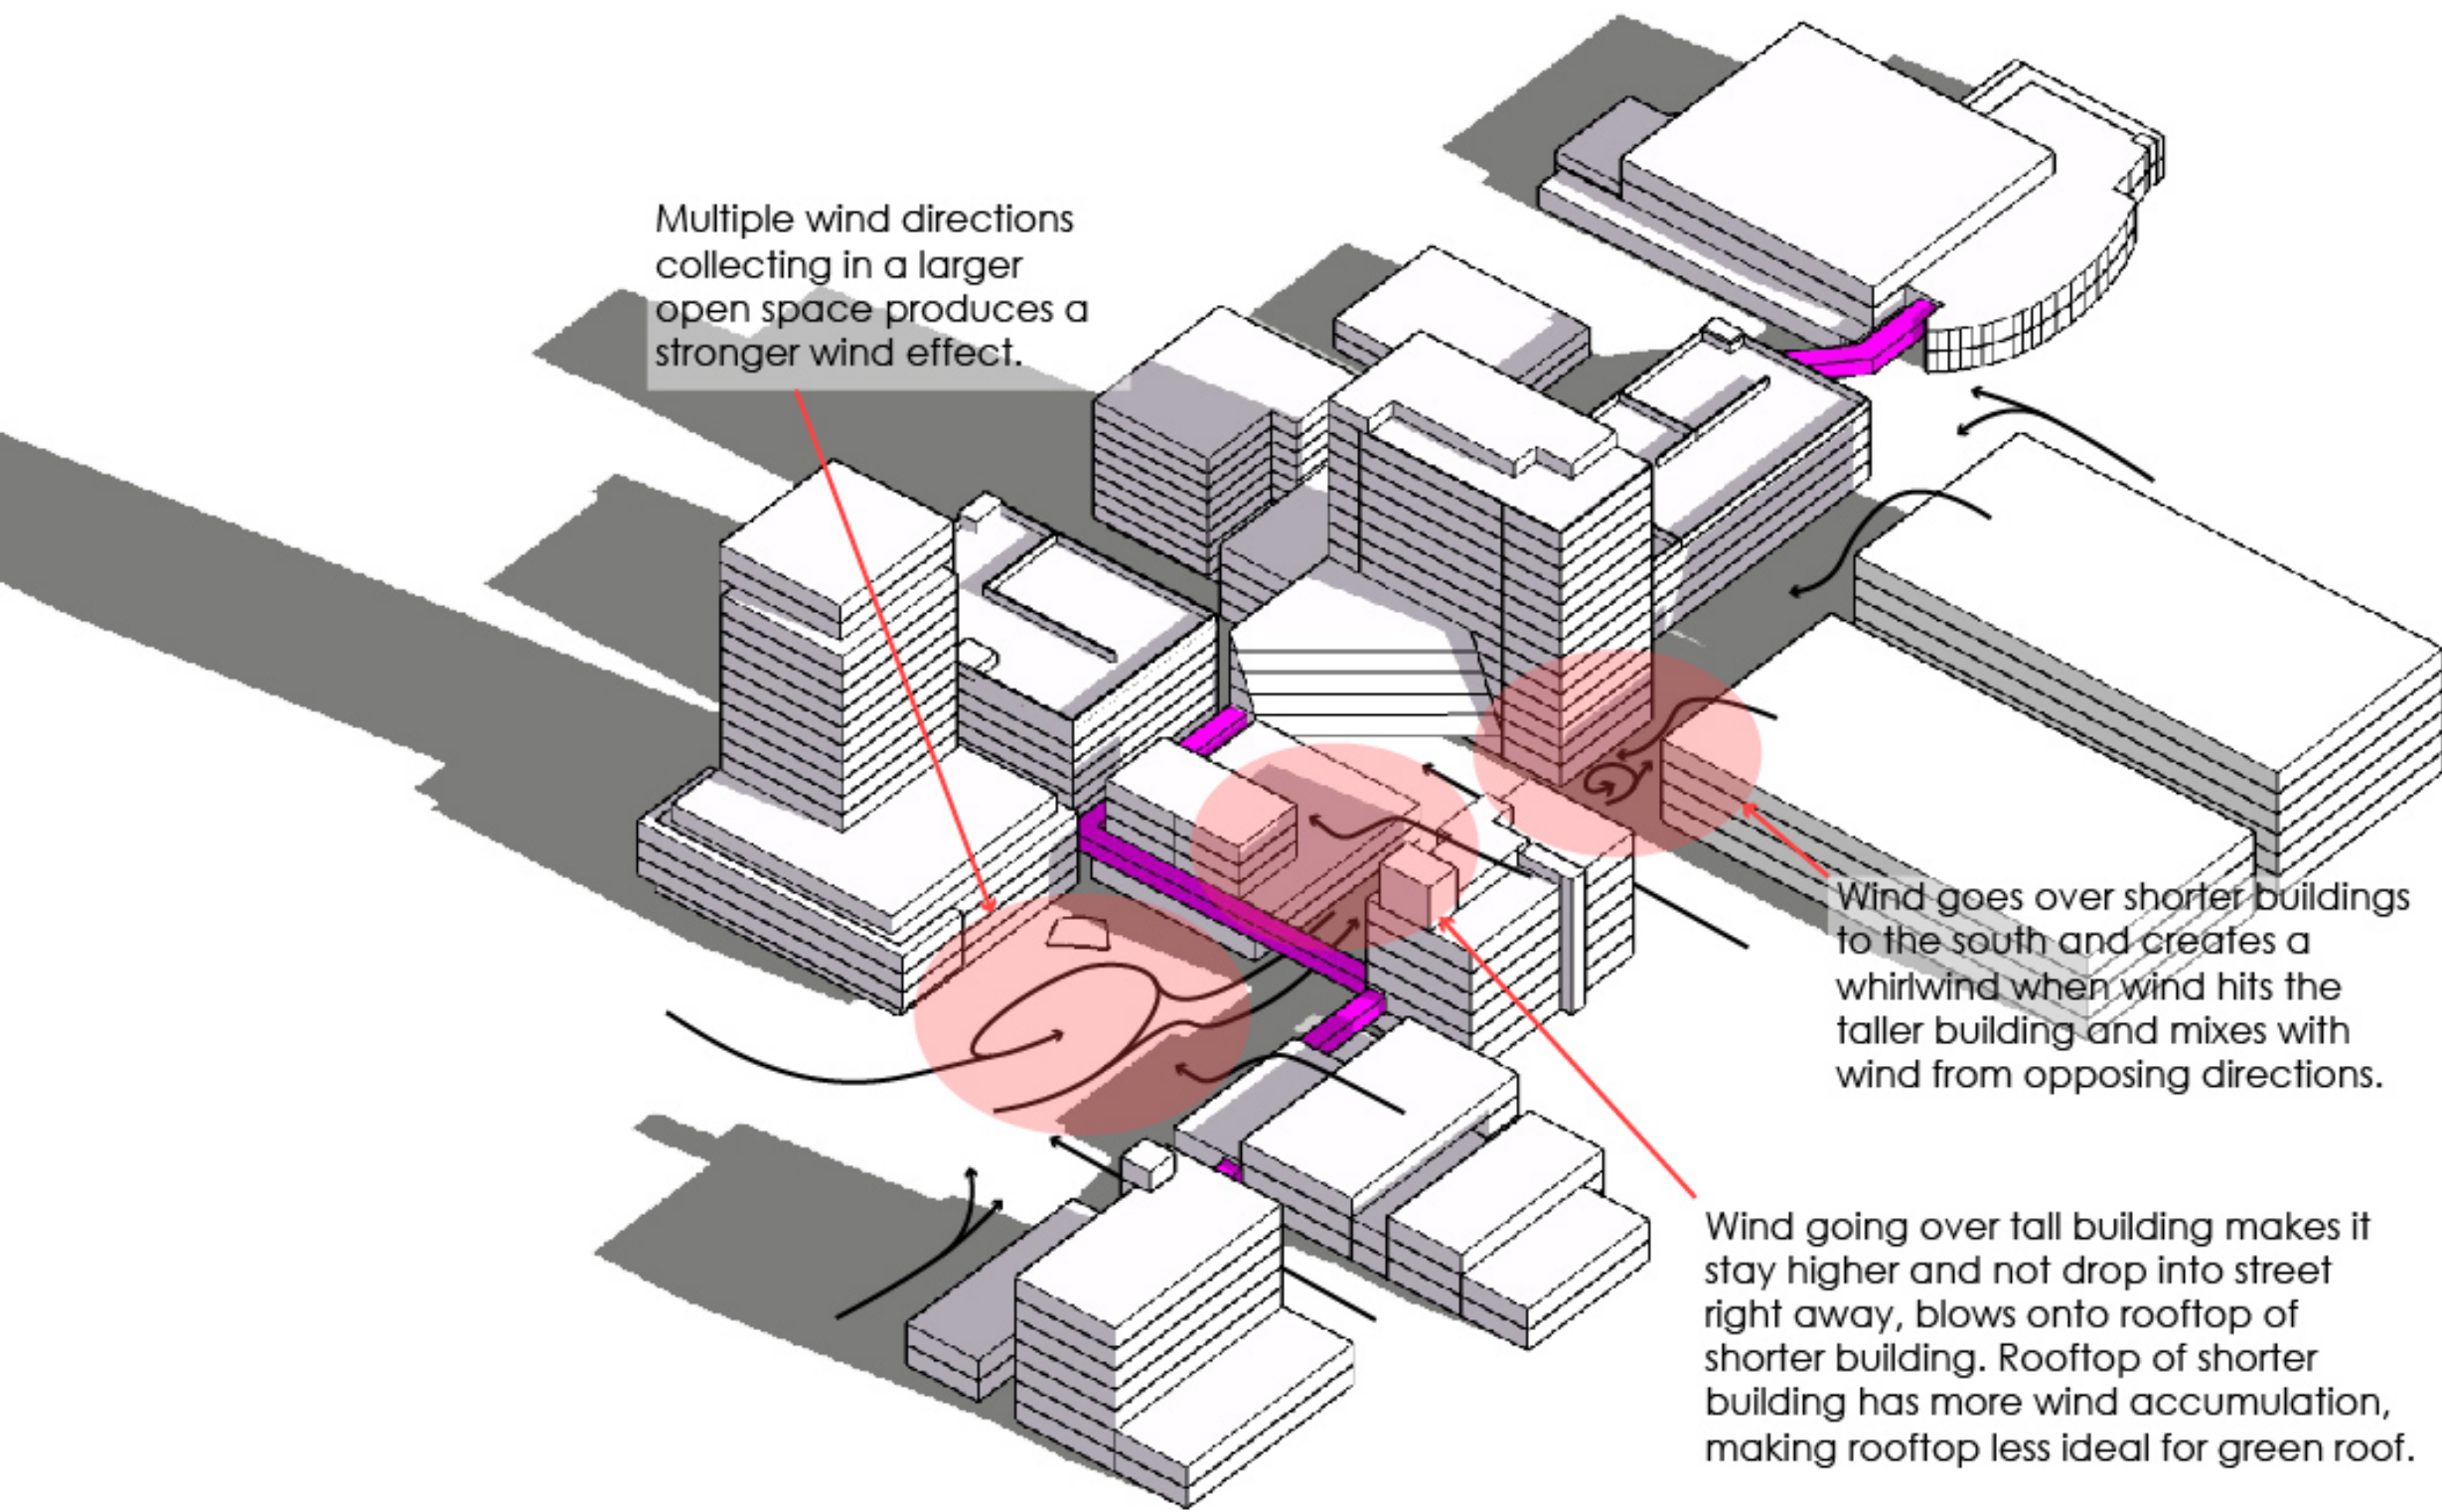 Multiple wind directions
collecting in a larger
open space produces a
stronger wind effect.
Wind goes over shorter buildings
to the south and creates a
whirlwind when wind hits the
taller building and mixes with
wind from opposing directions.
Wind going over tall building makes it
stay higher and not drop into street
right away, blows onto rooftop of
shorter building. Rooftop of shorter
building has more wind accumulation,
making rooftop less ideal for green roof.